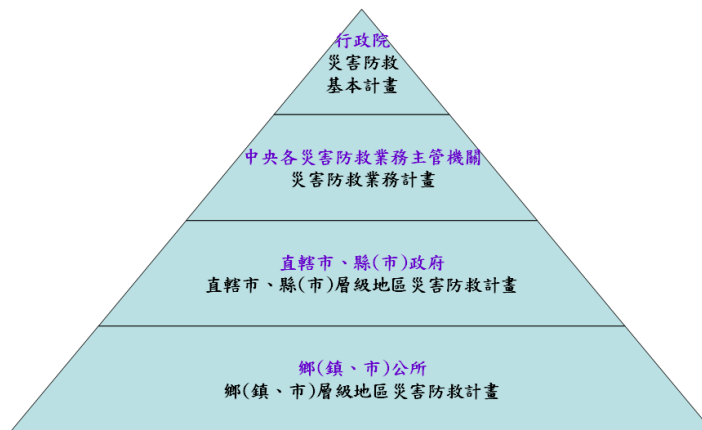 行政院
災害防救
基本計畫
中央各災害防救業務主管機關
災害防救業務計畫
直轄市、縣(市)政府
直轄市、縣(市)層級地區災害防救計畫
鄉(鎮、市)公所
鄉(鎮、市)層級地區災害防救計畫